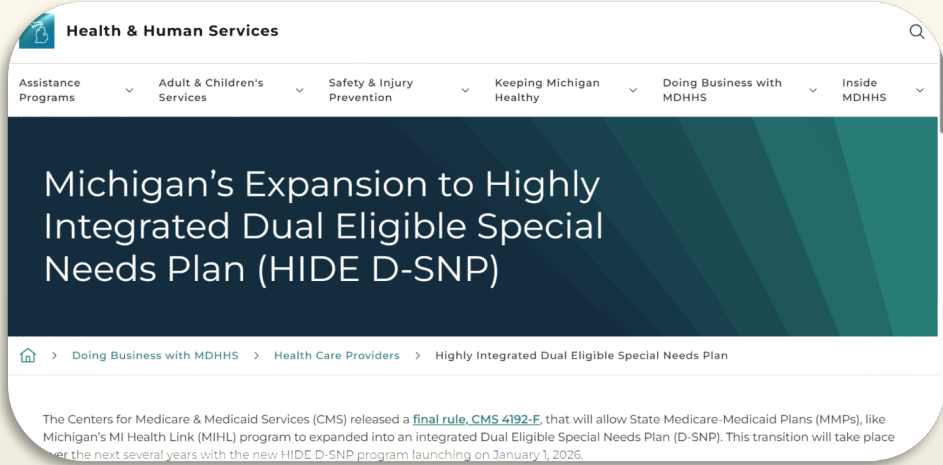 Health & Human Services
Assistance Programs
Adult & Children's Services
Safety & Injury Prevention
Keeping Michigan Healthy
Doing Business with MDHHS
Inside MDHHS
Michigan's Expansion to Highly
Integrated Dual Eligible Special
Needs Plan (HIDE D-SNP)
> Doing Business with MDHHS > Health Care Providers > Highly Integrated Dual Eligible Special Needs Plan
The Centers for Medicare & Medicaid Services (CMS) released a final rule, CMS 4192-F, that will allow State Medicare-Medicaid Plans (MMPs), like
Michigan's MI Health Link (MIHL) program to expanded into an integrated Dual Eligible Special Needs Plan (D-SNP). This transition will take place
over the next several years with the new HIDE D-SNP program launching on January 1, 2026.